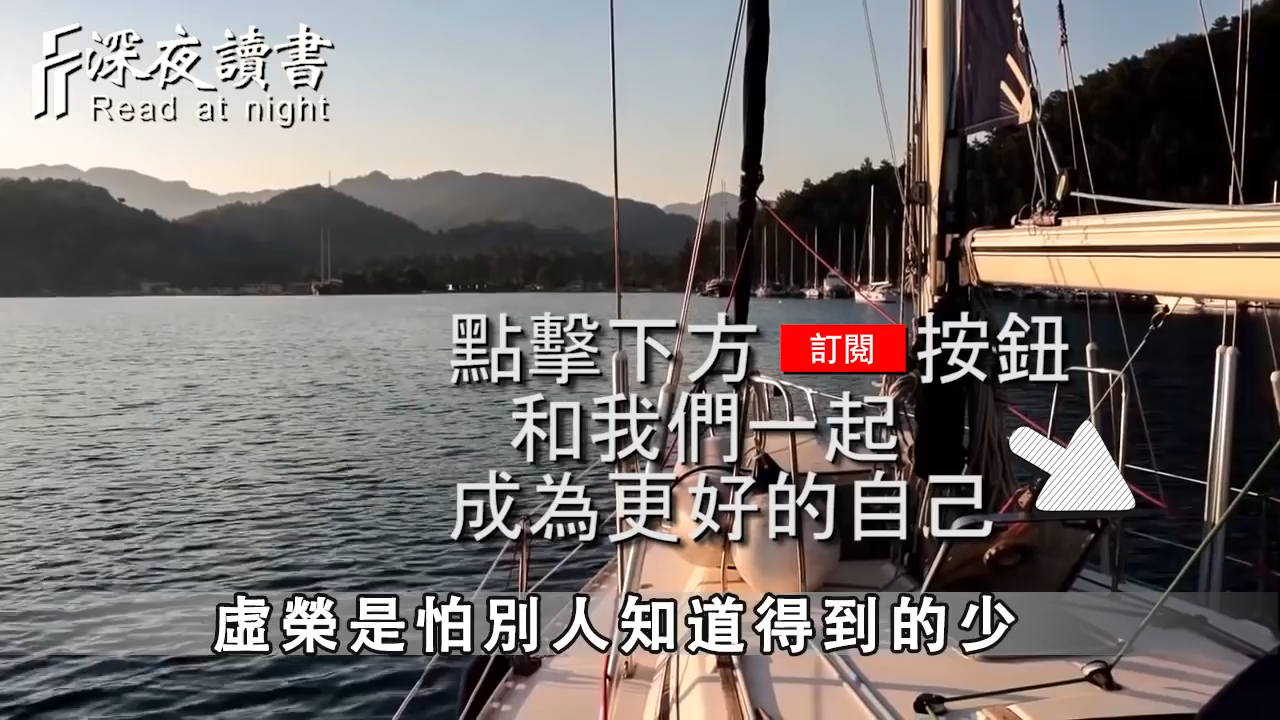 深夜讀書
Read at night
點擊下方 訂閱 按鈕
和我們一起
成為更好的自己
虛榮是怕別人知道得到的少